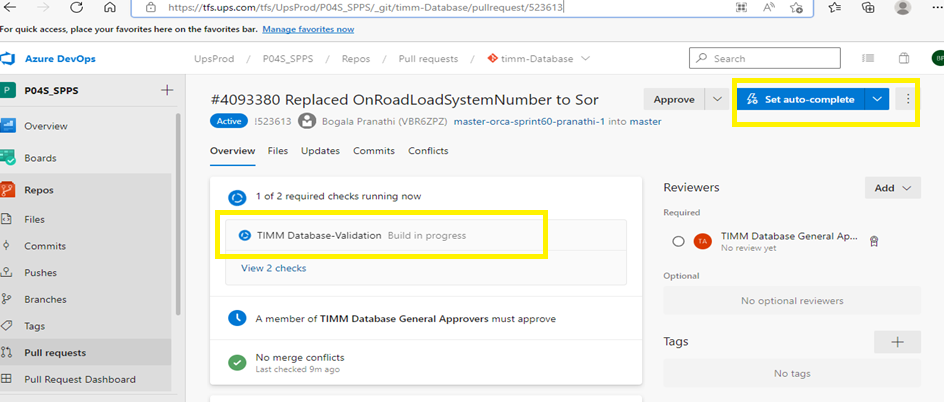 https://tfs.ups.com/tfs/UpsProd/P04S_SPPS/_git/timm-Database/pullrequest/523613
For quick access, place your favorites here on the favorites bar. Manage favorites now
Azure DevOps
UpsProd / P04S_SPPS / Repos / Pull requests / timm-Database
Search
P
P04S_SPPS
Overview
Boards
Repos
Files
Commits
Pushes
Branches
Tags
Pull requests
Pull Request Dashboard
#4093380 Replaced OnRoadLoadSystemNumber to Sor
Approve
Set auto-complete
Active !523613 Bogala Pranathi (VBR6ZPZ) master-orca-sprint60-pranathi-1 into master
Overview Files Updates Commits Conflicts
1 of 2 required checks running now
TIMM Database-Validation Build in progress
View 2 checks
A member of TIMM Database General Approvers must approve
No merge conflicts
Last checked 9m ago
Reviewers
Add
Required
TA
TIMM Database General Ap...
No review yet
Optional
No optional reviewers
Tags
No tags